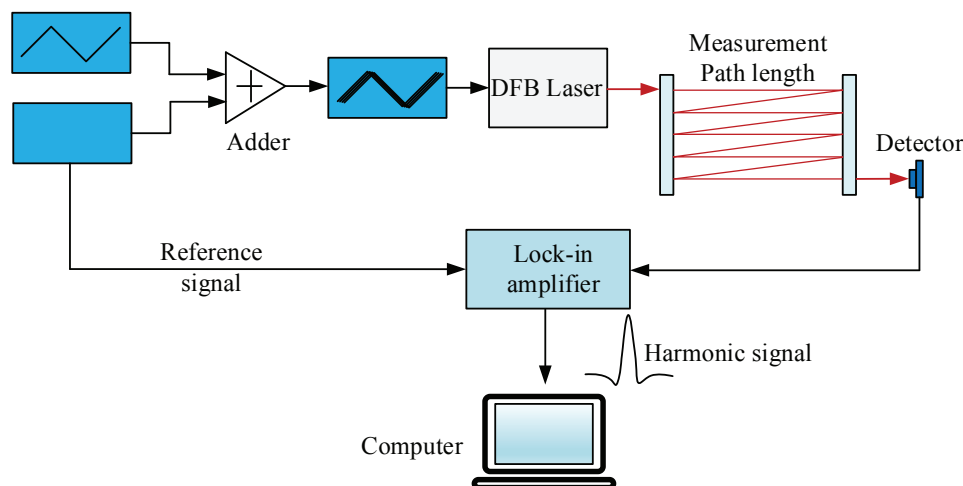 Measurement
Path length
DFB Laser
Adder
Detector
Reference
signal
Lock-in
amplifier
Harmonic signal
Computer